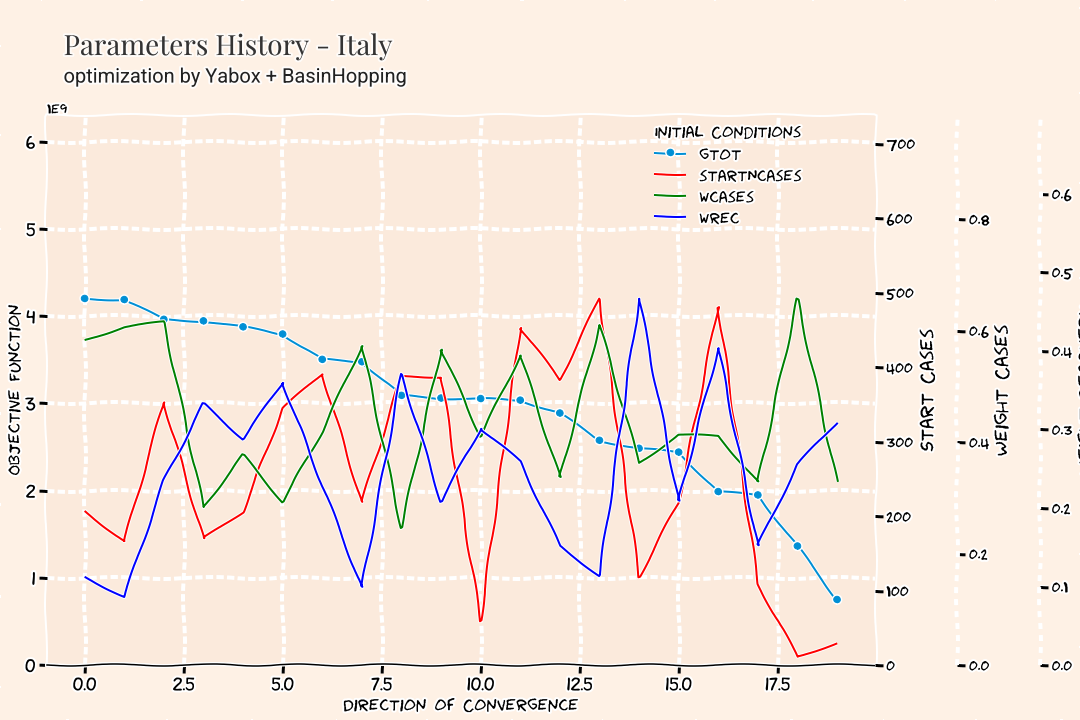 Parameters History - Italy
optimization by Yabox + BasinHopping
1E9
6
5
4
3
2
1
0
OBJECTIVE FUNCTION
INITIAL CONDITIONS
GTOT
STARTNCASES
WCASES
WREC
0.0 2.5 5.0 7.5 10.0 12.5 15.0 17.5
DIRECTION OF CONVERGENCE
700
600
500
400
300
200
100
0
START CASES
0.8
0.6
0.4
0.2
0.0
WEIGHT CASES
0.6
0.5
0.4
0.3
0.2
0.1
0.0